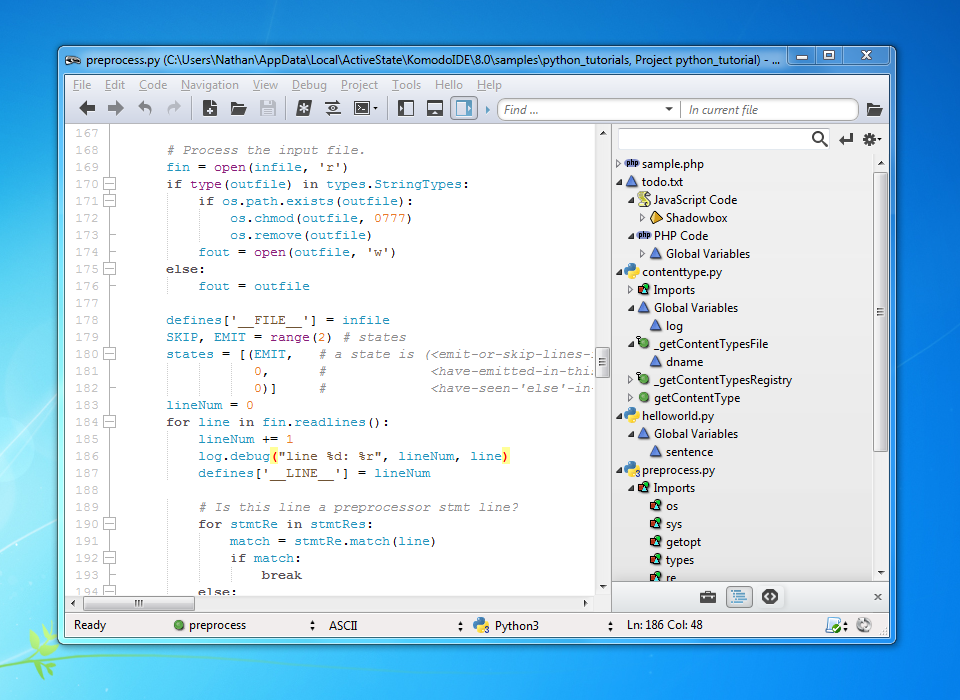 preprocess.py (C:\Users\Nathan\AppData\Local\ActiveState\KomodoIDE\8.0\samples\python_tutorials, Project python_tutorial) - ...
File Edit Code Navigation View Debug Project Tools Hello Help
Find ... In current file
167
168 # Process the input file.
169 fin = open(infile, 'r')
170 if type(outfile) in types.StringTypes:
171 if os.path.exists(outfile):
172 os.chmod(outfile, 0777)
173 os.remove(outfile)
174 fout = open(outfile, 'w')
175 else:
176 fout = outfile
177
178 defines['__FILE__'] = infile
179 SKIP, EMIT = range(2) # states
180 states = [(EMIT, # a state is (<emit-or-skip-lines-
181 0, # <have-emitted-in-thi
182 0)] # <have-seen-'else'-in-
183 lineNum = 0
184 for line in fin.readlines():
185 lineNum += 1
186 log.debug("line %d: %r", lineNum, line)
187 defines['__LINE__'] = lineNum
188
189 # Is this line a preprocessor stmt line?
190 for stmtRe in stmtRes:
191 match = stmtRe.match(line)
192 if match:
193 break
194 else:
php sample.php
todo.txt
JavaScript Code
Shadowbox
php PHP Code
Global Variables
contenttype.py
Imports
Global Variables
log
_getContentTypesFile
dname
_getContentTypesRegistry
getContentType
helloworld.py
Global Variables
sentence
preprocess.py
Imports
os
sys
getopt
types
re
Ready preprocess ASCII Python3 Ln: 186 Col: 48